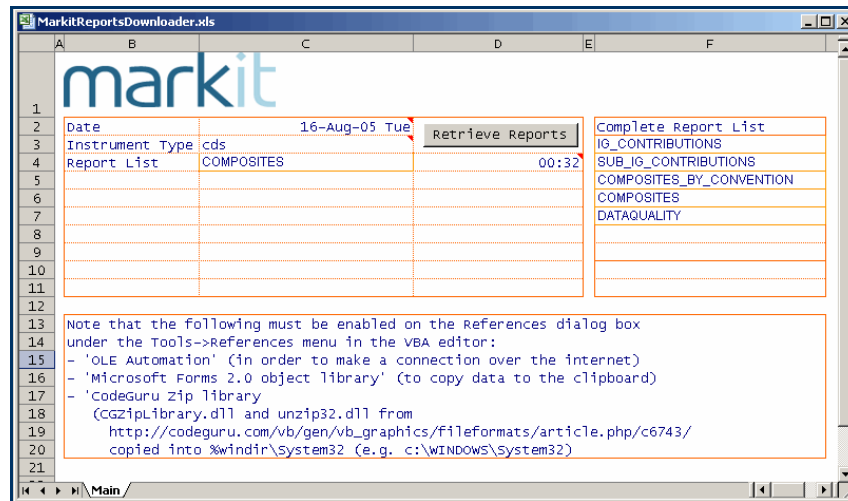 MarkitReportsDownloader.xls
A B C D E F
markit
1
2 Date 16-Aug-05 Tue Retrieve Reports Complete Report List
3 Instrument Type cds IG_CONTRIBUTIONS
4 Report List COMPOSITES 00:32 SUB_IG_CONTRIBUTIONS
5 COMPOSITES_BY_CONVENTION
6 COMPOSITES
7 DATAQUALITY
8
9
10
11
12
13 Note that the following must be enabled on the References dialog box
14 under the Tools->References menu in the VBA editor:
15 - 'OLE Automation' (in order to make a connection over the internet)
16 - 'Microsoft Forms 2.0 object library' (to copy data to the clipboard)
17 - 'CodeGuru Zip library
18 (CGZipLibrary.dll and unzip32.dll from
19 http://codeguru.com/vb/gen/vb_graphics/fileformats/article.php/c6743/
20 copied into %windir\System32 (e.g. c:\WINDOWS\System32)
21
Main